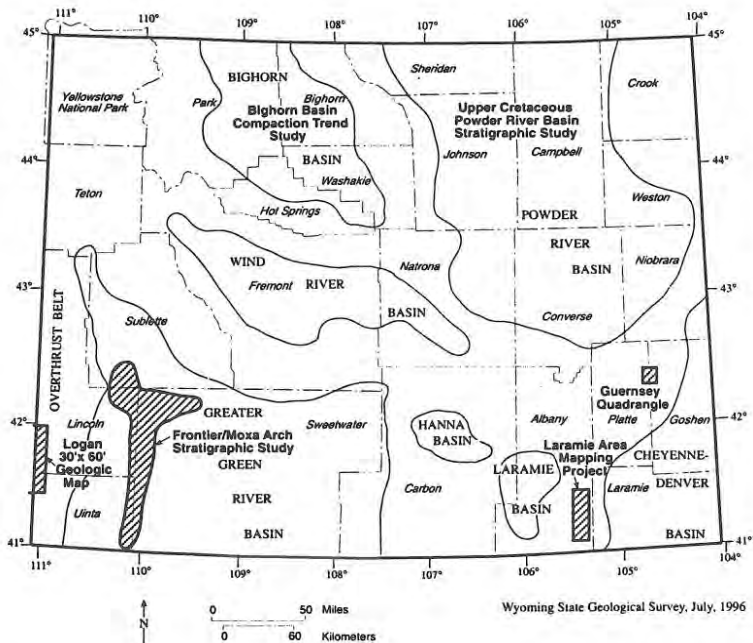 111°
110°
109°
108°
107°
106°
105°
104°
45°
45°
Yellowstone
National Park
Park
BIGHORN
Bighorn
Bighorn Basin
Compaction Trend
Study
BASIN
Washakie
Hot Springs
Sheridan
Crook
Upper Cretaceous
Powder River Basin
Stratigraphic Study
Johnson
Campbell
44°
44°
Teton
Weston
POWDER
RIVER
BASIN
Niobrara
WIND
Fremont
RIVER
BASIN
Natrona
Converse
43°
43°
OVERTHRUST BELT
Sublette
Guernsey
Quadrangle
42°
42°
Lincoln
Logan
30'x 60'
Geologic
Map
GREATER
Sweetwater
Frontier/Moxa Arch
Stratigraphic Study
GREEN
RIVER
BASIN
Uinta
HANNA
BASIN
Carbon
Albany
LARAMIE
BASIN
Laramie Area
Mapping
Project
Platte
Goshen
CHEYENNE-
DENVER
Laramie
BASIN
41°
41°
111°
110°
109°
108°
107°
106°
105°
104°
N
0 50 Miles
0 60 Kilometers
Wyoming State Geological Survey, July, 1996